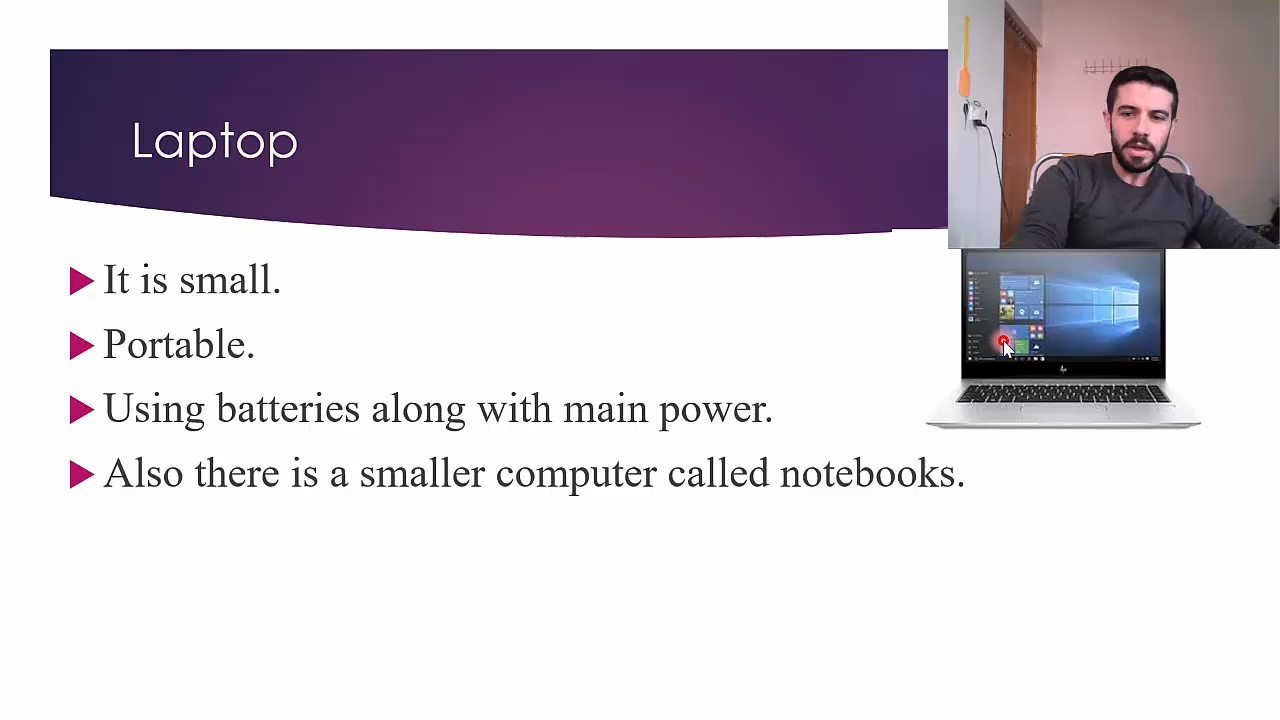 Laptop
It is small.
Portable.
Using batteries along with main power.
Also there is a smaller computer called notebooks.